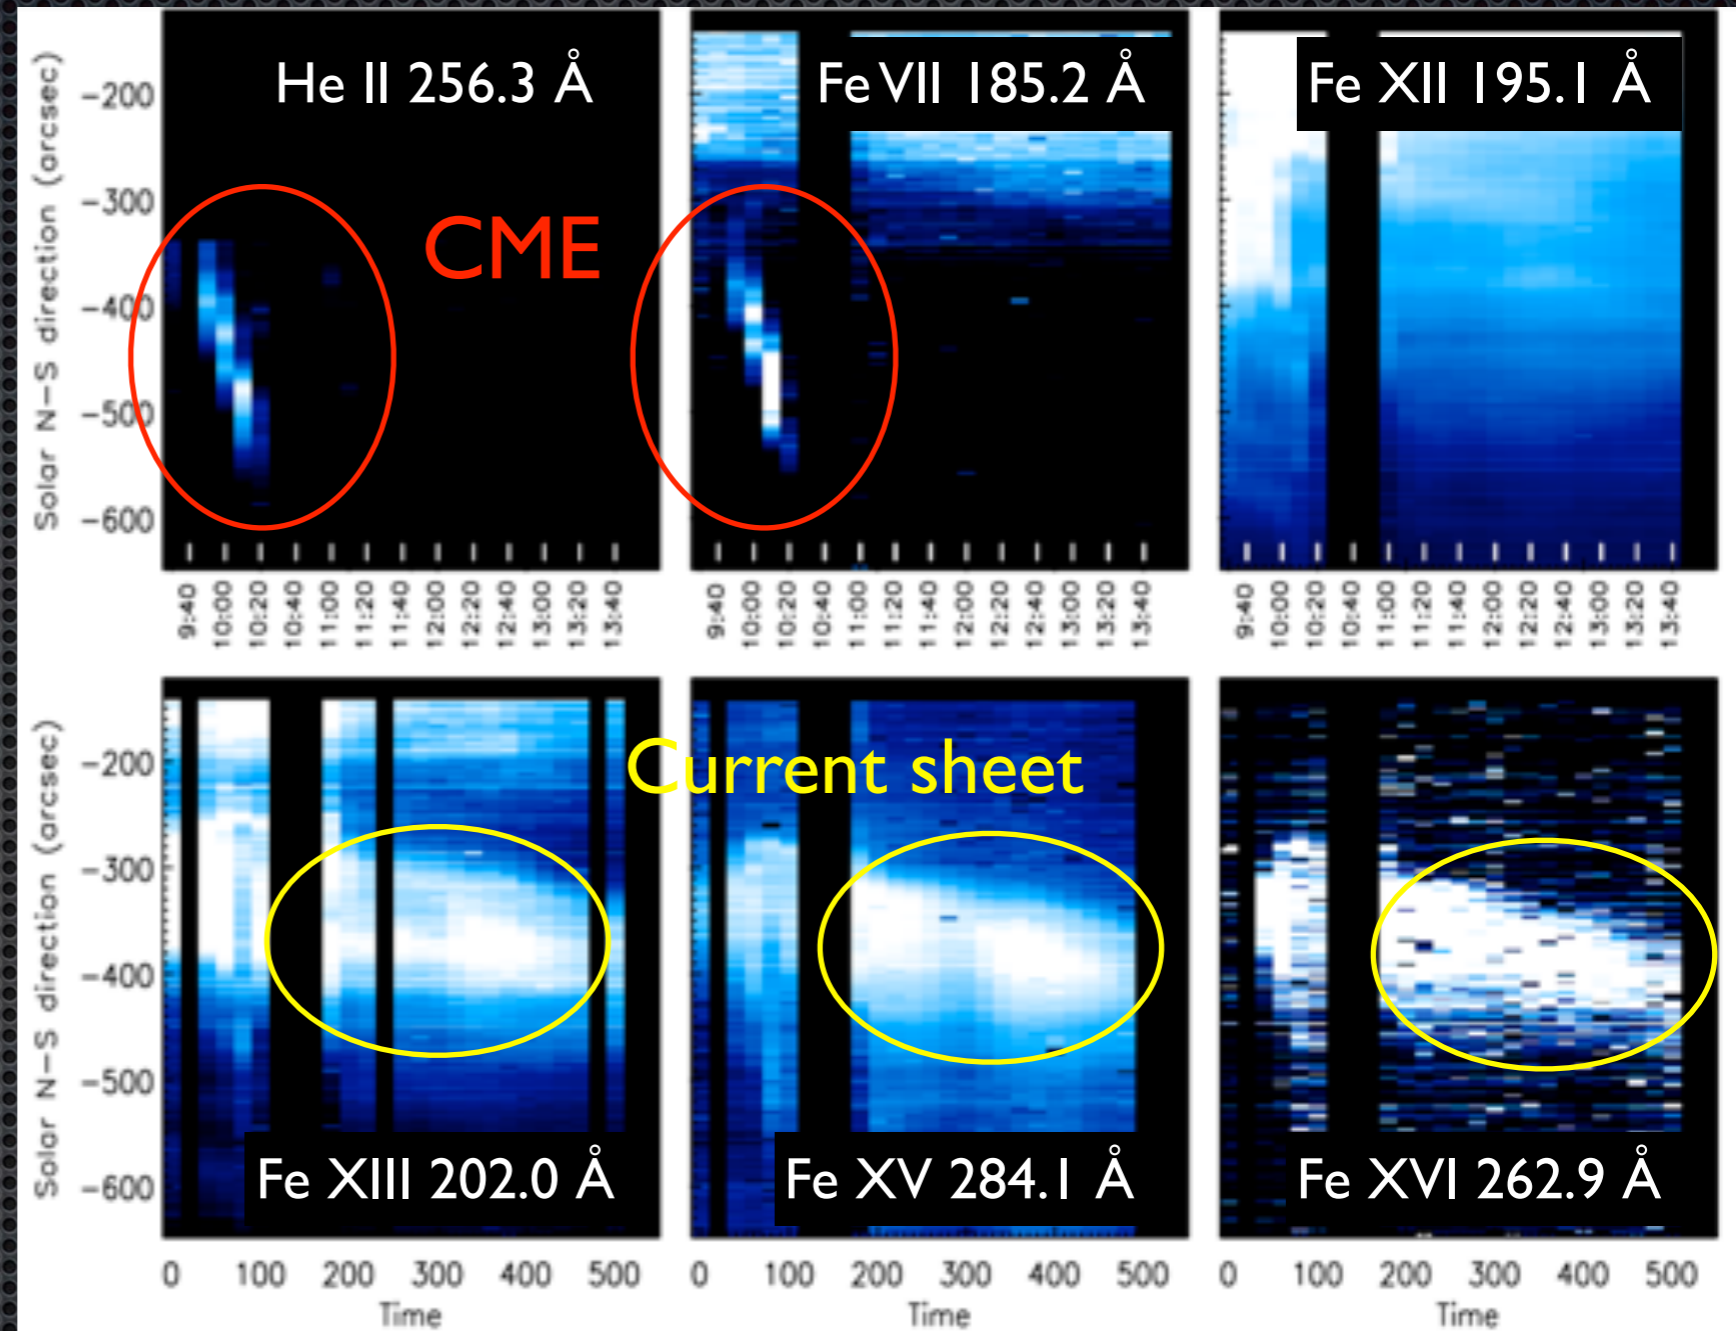 He II 256.3 Å
Fe VII 185.2 Å
Fe XII 195.1 Å
CME
Solar N-S direction (arcsec)
-200
-300
-400
-500
-600
9:40 10:00 10:20 10:40 11:00 11:20 11:40 12:00 12:20 13:00 13:20 13:40
9:40 10:00 10:20 10:40 11:00 11:20 11:40 12:00 12:20 13:00 13:20 13:40
9:40 10:00 10:20 10:40 11:00 11:20 11:40 12:00 12:20 13:00 13:20 13:40
Current sheet
Solar N-S direction (arcsec)
-200
-300
-400
-500
-600
Fe XIII 202.0 Å
Fe XV 284.1 Å
Fe XVI 262.9 Å
0 100 200 300 400 500
0 100 200 300 400 500
0 100 200 300 400 500
Time
Time
Time